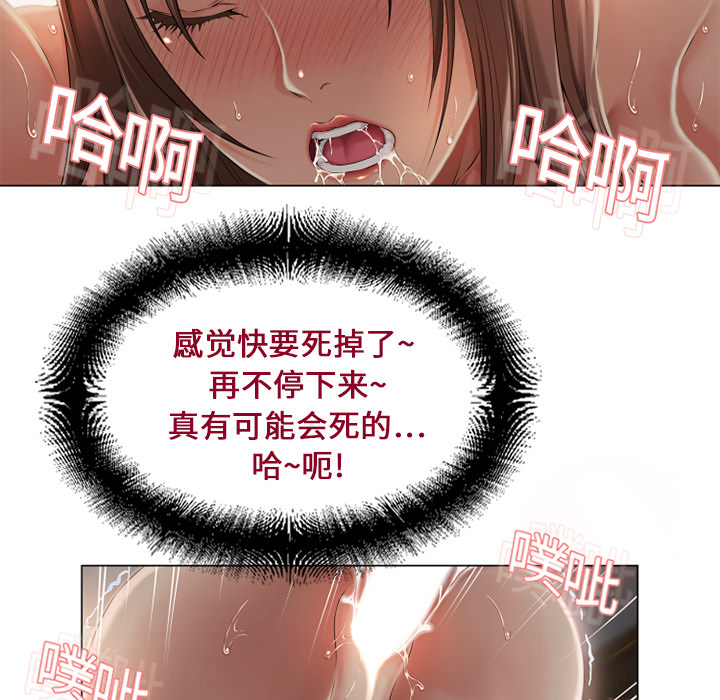 哈啊
哈啊
感觉快要死掉了~
再不停下来~
真有可能会死的...
哈~呃!
噗呲
噗呲